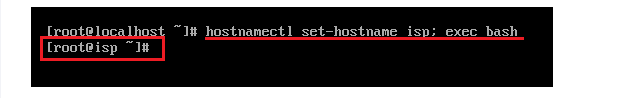 [root@localhost ~]# hostnamectl set-hostname isp; exec bash
[root@isp ~]#